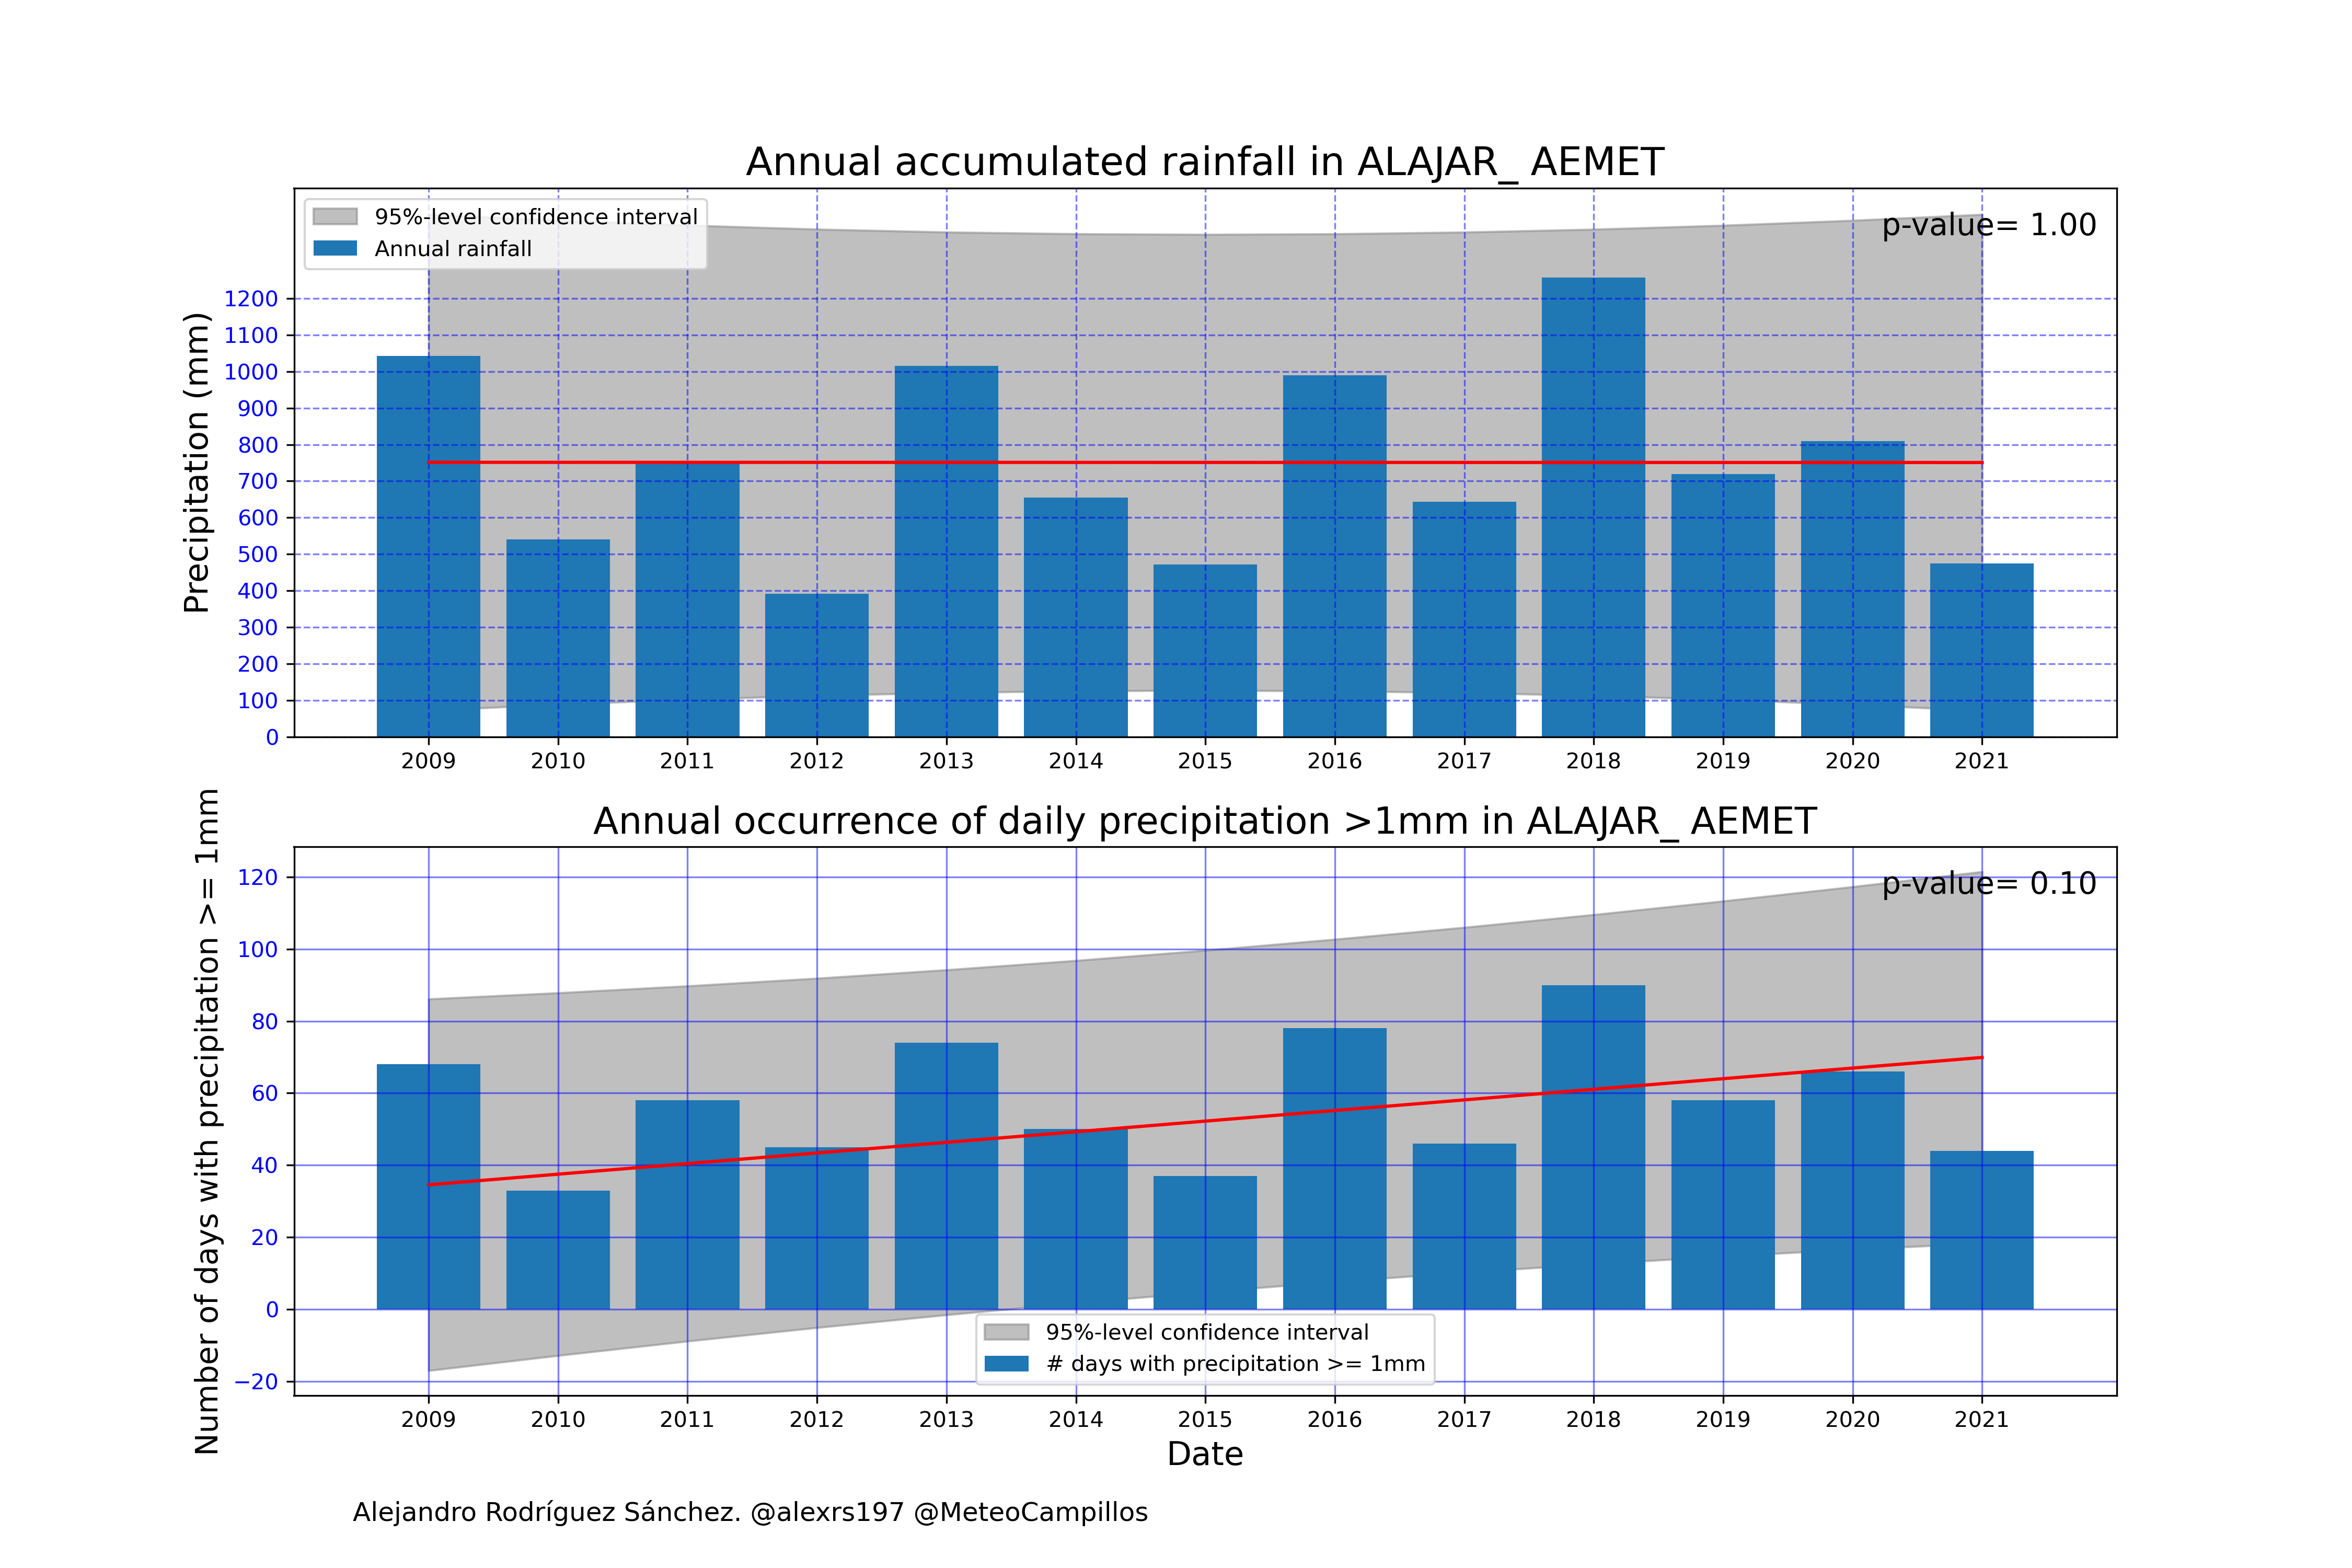 Annual accumulated rainfall in ALAJAR_ AEMET
95%-level confidence interval
Annual rainfall
p-value= 1.00
Precipitation (mm)
1200
1100
1000
900
800
700
600
500
400
300
200
100
0
2009 2010 2011 2012 2013 2014 2015 2016 2017 2018 2019 2020 2021
Annual occurrence of daily precipitation >1mm in ALAJAR_ AEMET
p-value= 0.10
Number of days with precipitation >= 1mm
120
100
80
60
40
20
0
−20
95%-level confidence interval
# days with precipitation >= 1mm
2009 2010 2011 2012 2013 2014 2015 2016 2017 2018 2019 2020 2021
Date
Alejandro Rodríguez Sánchez. @alexrs197 @MeteoCampillos